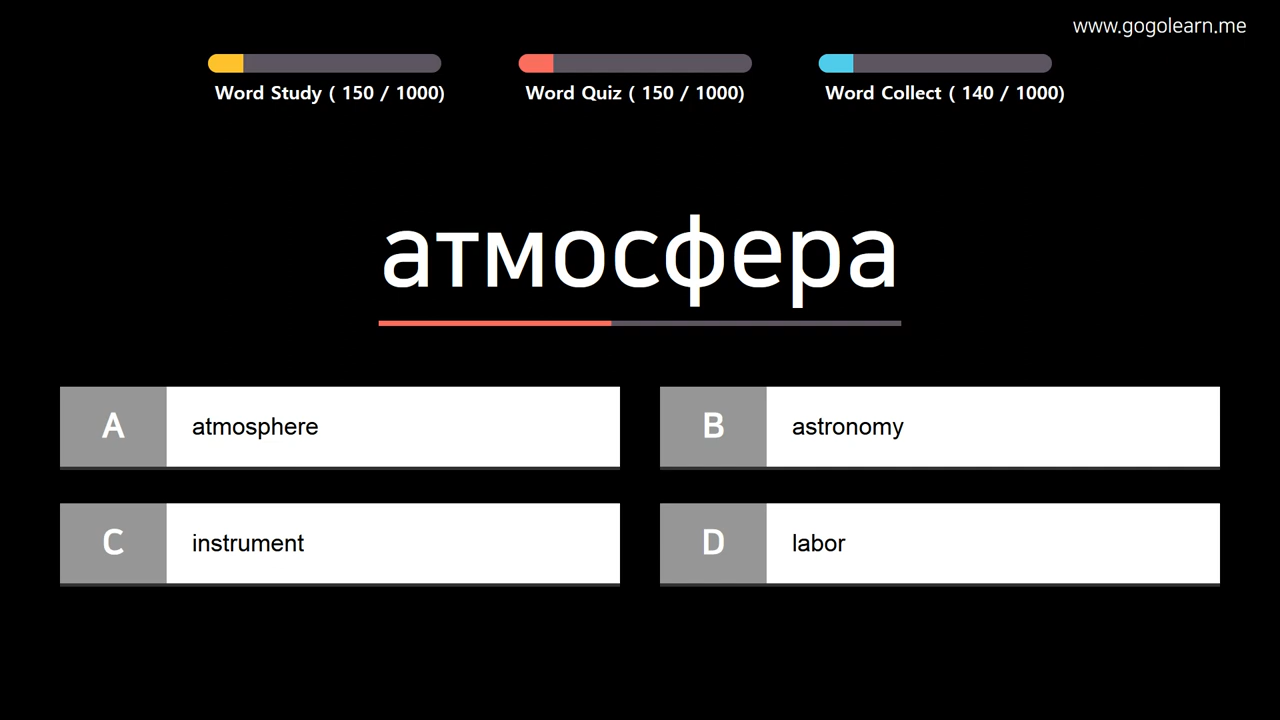 www.gogolearn.me
Word Study ( 150 / 1000)
Word Quiz ( 150 / 1000)
Word Collect ( 140 / 1000)
атмосфера
A
atmosphere
B
astronomy
C
instrument
D
labor